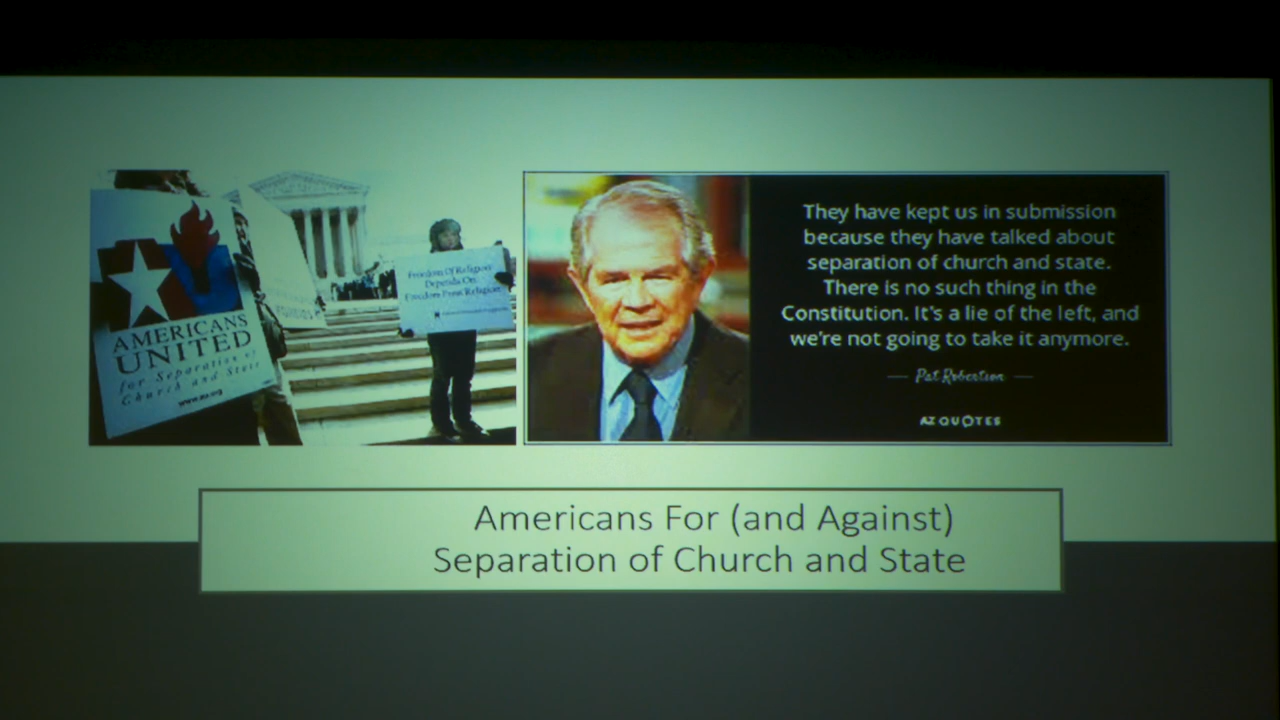 AMERICANS
UNITED
for Separation of
Church and State
www.au.org
Freedom Of Religion
Depends On
Freedom From Religion
They have kept us in submission
because they have talked about
separation of church and state.
There is no such thing in the
Constitution. It's a lie of the left, and
we're not going to take it anymore.
— Pat Robertson —
AZ QUOTES
Americans For (and Against)
Separation of Church and State